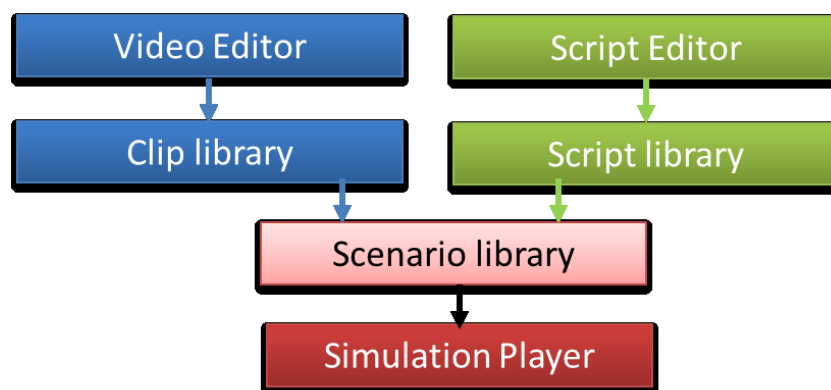 Video Editor
Script Editor
Clip library
Script library
Scenario library
Simulation Player